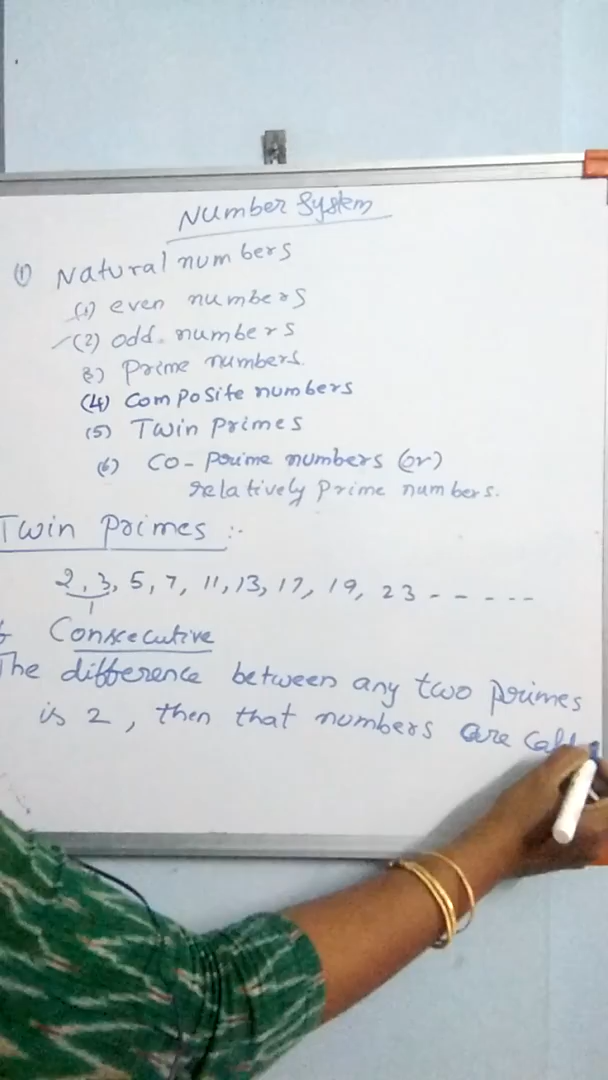 Number System
(1) Natural numbers
(1) even numbers
(2) odd numbers
3) Prime numbers.
(4) Composite numbers
(5) Twin Primes
(6) Co-Prime numbers (or)
relatively Prime numbers.
Twin Primes :-
2, 3, 5, 7, 11, 13, 17, 19, 23 - - - - - -
1
Consecutive
The difference between any two primes
is 2, then that numbers are